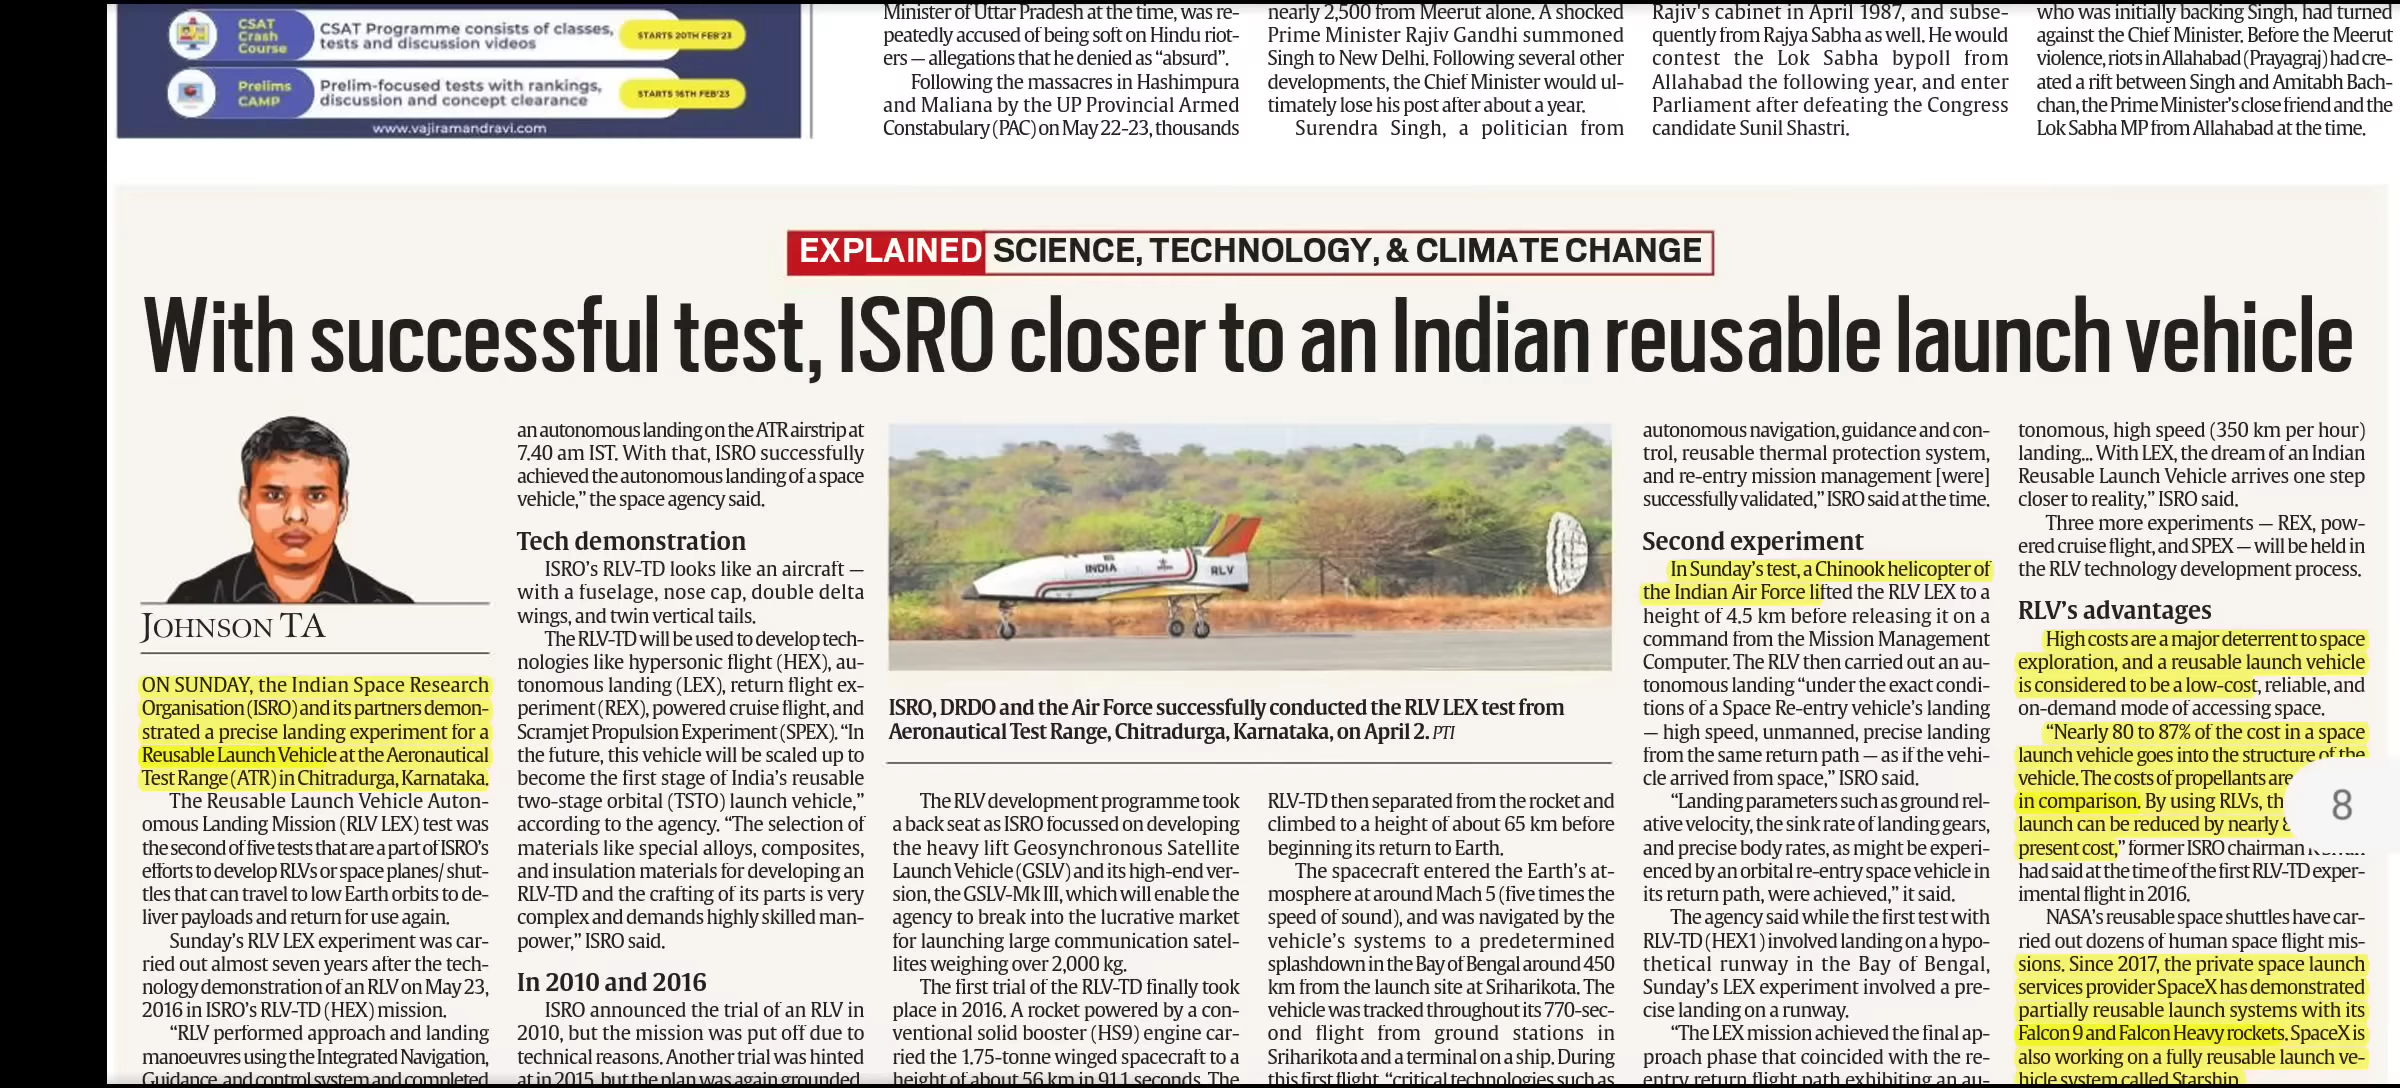 CSAT
Crash
Course
CSAT Programme consists of classes,
tests and discussion videos
STARTS 20TH FEB'23
Prelims
CAMP
Prelim-focused tests with rankings,
discussion and concept clearance
STARTS 16TH FEB'23
www.vajiramandravi.com
Minister of Uttar Pradesh at the time, was re-
peatedly accused of being soft on Hindu riot-
ers — allegations that he denied as “absurd”.
Following the massacres in Hashimpura
and Maliana by the UP Provincial Armed
Constabulary (PAC) on May 22-23, thousands
nearly 2,500 from Meerut alone. A shocked
Prime Minister Rajiv Gandhi summoned
Singh to New Delhi. Following several other
developments, the Chief Minister would ul-
timately lose his post after about a year.
Surendra Singh, a politician from
Rajiv's cabinet in April 1987, and subse-
quently from Rajya Sabha as well. He would
contest the Lok Sabha bypoll from
Allahabad the following year, and enter
Parliament after defeating the Congress
candidate Sunil Shastri.
who was initially backing Singh, had turned
against the Chief Minister. Before the Meerut
violence, riots in Allahabad (Prayagraj) had cre-
ated a rift between Singh and Amitabh Bach-
chan, the Prime Minister's close friend and the
Lok Sabha MP from Allahabad at the time.
EXPLAINED SCIENCE, TECHNOLOGY, & CLIMATE CHANGE
With successful test, ISRO closer to an Indian reusable launch vehicle
JOHNSON TA
ON SUNDAY, the Indian Space Research
Organisation (ISRO) and its partners demon-
strated a precise landing experiment for a
Reusable Launch Vehicle at the Aeronautical
Test Range (ATR) in Chitradurga, Karnataka.
The Reusable Launch Vehicle Auton-
omous Landing Mission (RLV LEX) test was
the second of five tests that are a part of ISRO's
efforts to develop RLVs or space planes/ shut-
tles that can travel to low Earth orbits to de-
liver payloads and return for use again.
Sunday's RLV LEX experiment was car-
ried out almost seven years after the tech-
nology demonstration of an RLV on May 23,
2016 in ISRO's RLV-TD (HEX) mission.
“RLV performed approach and landing
manoeuvres using the Integrated Navigation,
Guidance and control system and completed
an autonomous landing on the ATR airstrip at
7.40 am IST. With that, ISRO successfully
achieved the autonomous landing of a space
vehicle,” the space agency said.
Tech demonstration
ISRO's RLV-TD looks like an aircraft —
with a fuselage, nose cap, double delta
wings, and twin vertical tails.
The RLV-TD will be used to develop tech-
nologies like hypersonic flight (HEX), au-
tonomous landing (LEX), return flight ex-
periment (REX), powered cruise flight, and
Scramjet Propulsion Experiment (SPEX). “In
the future, this vehicle will be scaled up to
become the first stage of India's reusable
two-stage orbital (TSTO) launch vehicle,”
according to the agency. “The selection of
materials like special alloys, composites,
and insulation materials for developing an
RLV-TD and the crafting of its parts is very
complex and demands highly skilled man-
power,” ISRO said.
In 2010 and 2016
ISRO announced the trial of an RLV in
2010, but the mission was put off due to
technical reasons. Another trial was hinted
at in 2015, but the plan was again grounded.
INDIA
RLV
ISRO, DRDO and the Air Force successfully conducted the RLV LEX test from
Aeronautical Test Range, Chitradurga, Karnataka, on April 2. PTI
The RLV development programme took
a back seat as ISRO focussed on developing
the heavy lift Geosynchronous Satellite
Launch Vehicle (GSLV) and its high-end ver-
sion, the GSLV-Mk III, which will enable the
agency to break into the lucrative market
for launching large communication satel-
lites weighing over 2,000 kg.
The first trial of the RLV-TD finally took
place in 2016. A rocket powered by a con-
ventional solid booster (HS9) engine car-
ried the 1.75-tonne winged spacecraft to a
height of about 56 km in 91.1 seconds. The
RLV-TD then separated from the rocket and
climbed to a height of about 65 km before
beginning its return to Earth.
The spacecraft entered the Earth's at-
mosphere at around Mach 5 (five times the
speed of sound), and was navigated by the
vehicle's systems to a predetermined
splashdown in the Bay of Bengal around 450
km from the launch site at Sriharikota. The
vehicle was tracked throughout its 770-sec-
ond flight from ground stations in
Sriharikota and a terminal on a ship. During
this first flight, “critical technologies such as
autonomous navigation, guidance and con-
trol, reusable thermal protection system,
and re-entry mission management [were]
successfully validated,” ISRO said at the time.
Second experiment
In Sunday's test, a Chinook helicopter of
the Indian Air Force lifted the RLV LEX to a
height of 4.5 km before releasing it on a
command from the Mission Management
Computer. The RLV then carried out an au-
tonomous landing “under the exact condi-
tions of a Space Re-entry vehicle's landing
— high speed, unmanned, precise landing
from the same return path — as if the vehi-
cle arrived from space,” ISRO said.
“Landing parameters such as ground rel-
ative velocity, the sink rate of landing gears,
and precise body rates, as might be experi-
enced by an orbital re-entry space vehicle in
its return path, were achieved,” it said.
The agency said while the first test with
RLV-TD (HEX1) involved landing on a hypo-
thetical runway in the Bay of Bengal,
Sunday's LEX experiment involved a pre-
cise landing on a runway.
“The LEX mission achieved the final ap-
proach phase that coincided with the re-
entry return flight path exhibiting an au-
tonomous, high speed (350 km per hour)
landing... With LEX, the dream of an Indian
Reusable Launch Vehicle arrives one step
closer to reality,” ISRO said.
Three more experiments — REX, pow-
ered cruise flight, and SPEX — will be held in
the RLV technology development process.
RLV's advantages
High costs are a major deterrent to space
exploration, and a reusable launch vehicle
is considered to be a low-cost, reliable, and
on-demand mode of accessing space.
“Nearly 80 to 87% of the cost in a space
launch vehicle goes into the structure of the
vehicle. The costs of propellants are
in comparison. By using RLVs, th
launch can be reduced by nearly 8
present cost,” former ISRO chairman
had said at the time of the first RLV-TD exper-
imental flight in 2016.
NASA's reusable space shuttles have car-
ried out dozens of human space flight mis-
sions. Since 2017, the private space launch
services provider SpaceX has demonstrated
partially reusable launch systems with its
Falcon 9 and Falcon Heavy rockets. SpaceX is
also working on a fully reusable launch ve-
hicle system called Starship.
8